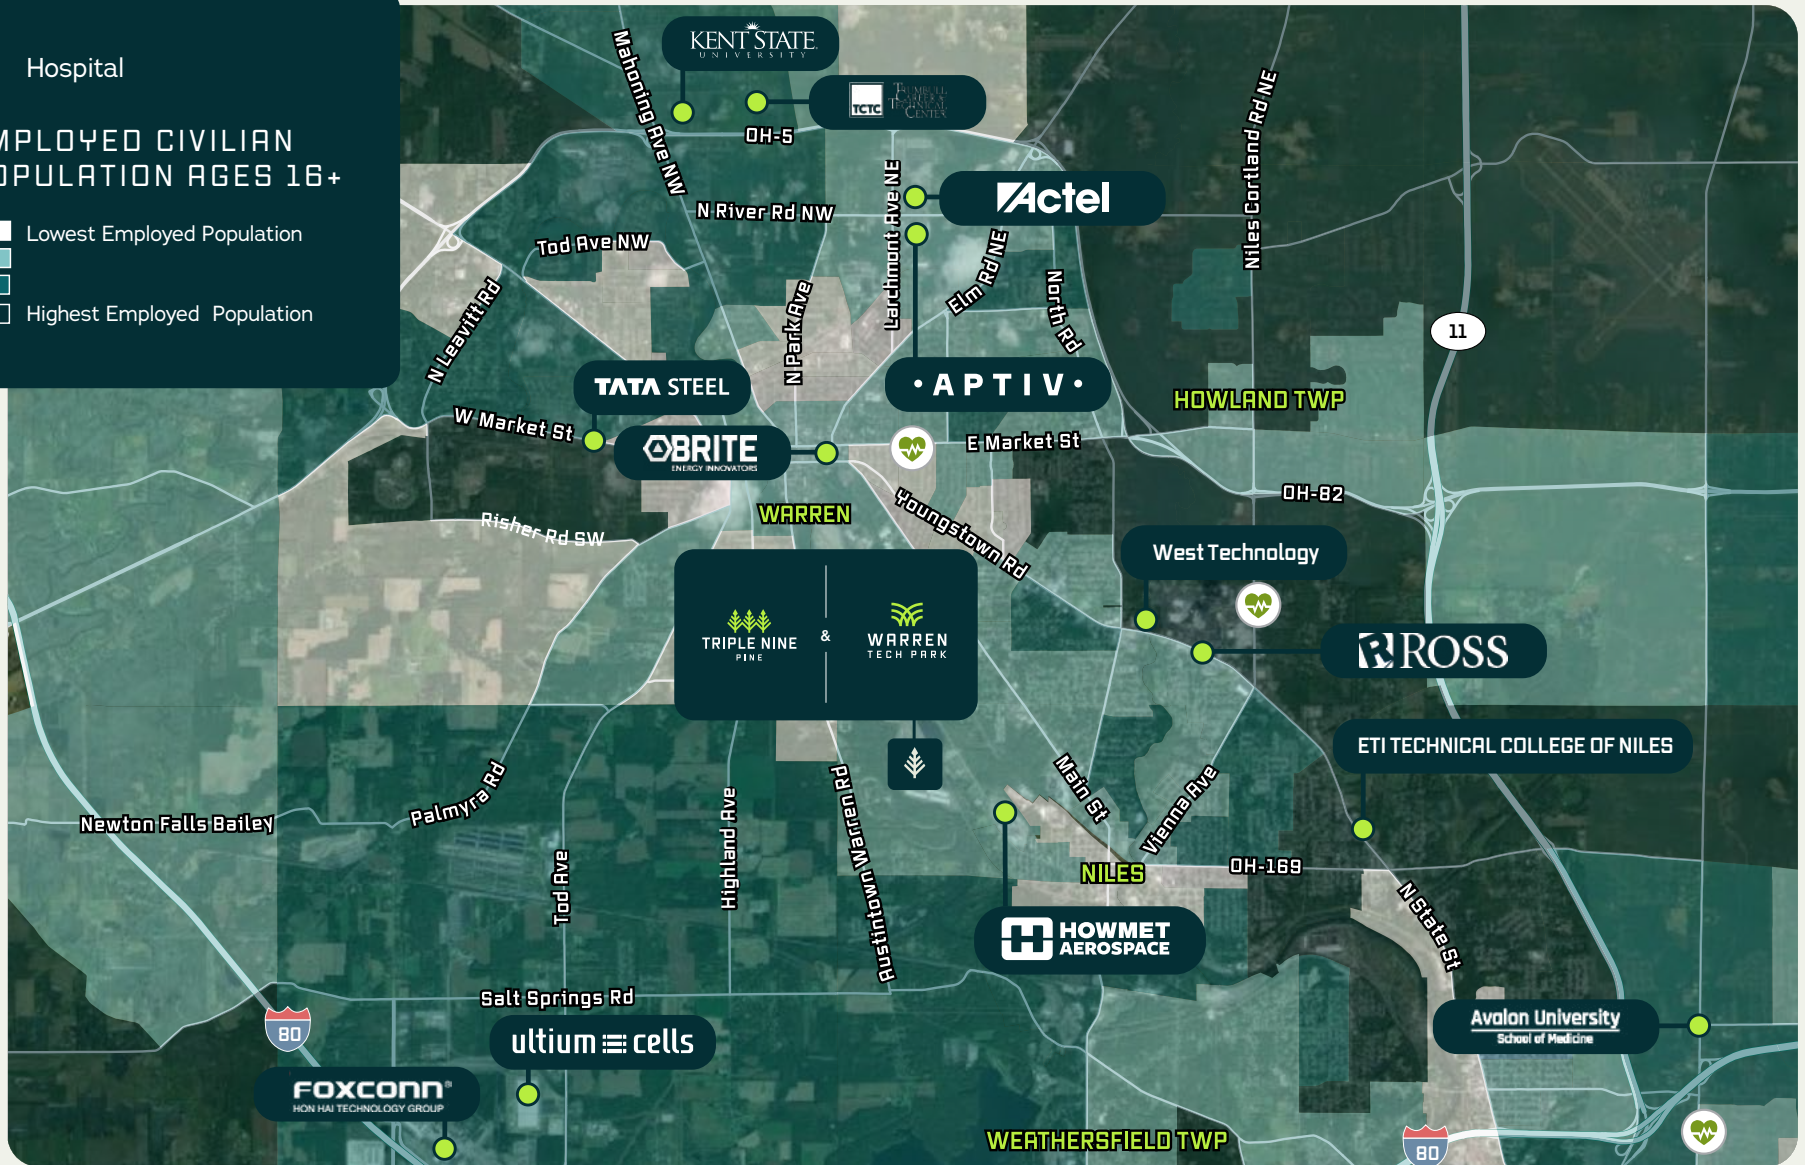 Hospital
MPLOYED CIVILIAN
OPULATION AGES 16+
Lowest Employed Population
Highest Employed Population
KENT STATE
UNIVERSITY
TCTC
TRUMBULL
CAREER &
TECHNICAL
CENTER
Mahoning Ave NW
OH-5
N River Rd NW
Larchmont Ave NE
Actel
Niles Cortland Rd NE
Tod Ave NW
Elm Rd NE
N Leavitt Rd
N Park Ave
North Rd
11
TATA STEEL
• APTIV •
HOWLAND TWP
W Market St
BRITE
ENERGY INNOVATORS
E Market St
OH-82
WARREN
Youngstown Rd
Risher Rd SW
West Technology
TRIPLE NINE
PINE
&
WARREN
TECH PARK
ROSS
ETI TECHNICAL COLLEGE OF NILES
Main St
Vienna Ave
Palmyra Rd
Newton Falls Bailey
Highland Ave
Austintown Warren Rd
Tod Ave
NILES
OH-169
N State St
HOWMET
AEROSPACE
Salt Springs Rd
80
ultium cells
Avalon University
School of Medicine
FOXCONN®
HON HAI TECHNOLOGY GROUP
WEATHERSFIELD TWP
80